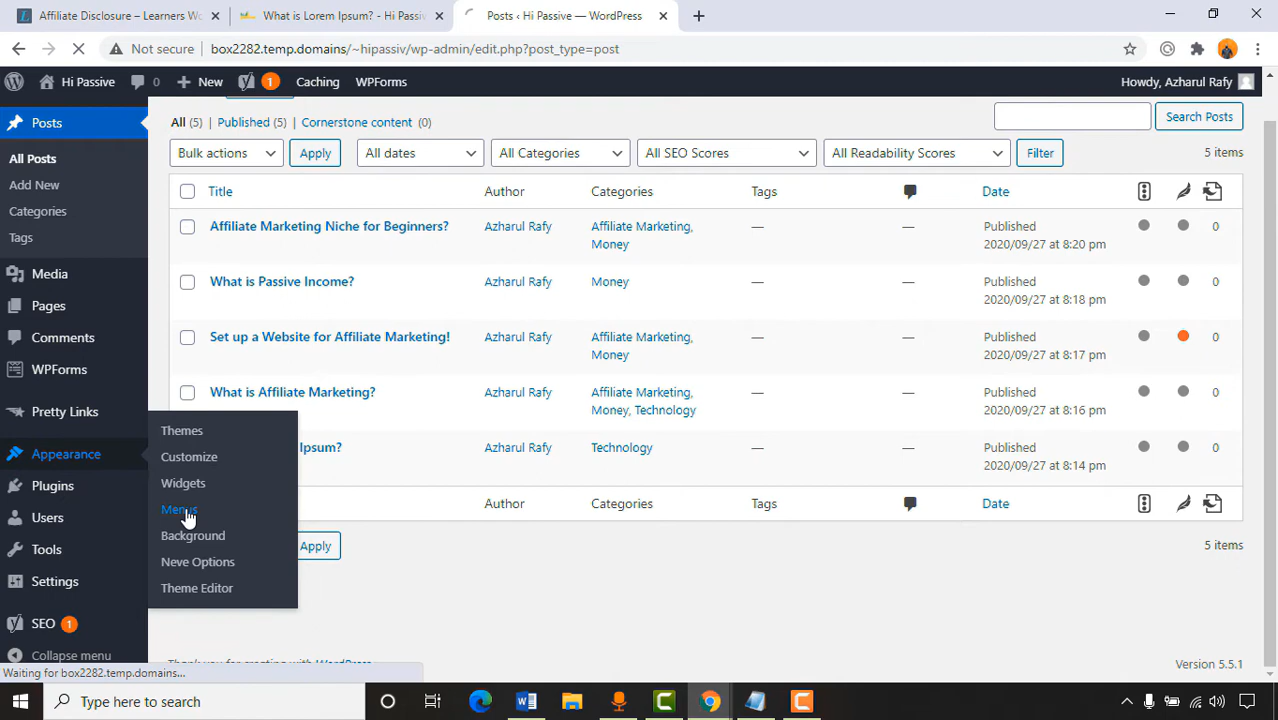 Affiliate Disclosure – Learners Wo
What is Lorem Ipsum? - Hi Passiv
Posts ‹ Hi Passive — WordPress
Not secure
box2282.temp.domains/~hipassiv/wp-admin/edit.php?post_type=post
Hi Passive
0
New
1
Caching
WPForms
Howdy, Azharul Rafy
Posts
All Posts
Add New
Categories
Tags
Media
Pages
Comments
WPForms
Pretty Links
Appearance
Plugins
Users
Tools
Settings
SEO 1
Collapse menu
Themes
Customize
Widgets
Menus
Background
Neve Options
Theme Editor
All (5) | Published (5) | Cornerstone content (0)
Search Posts
Bulk actions
Apply
All dates
All Categories
All SEO Scores
All Readability Scores
Filter
5 items
Title Author Categories Tags Date
Affiliate Marketing Niche for Beginners? Azharul Rafy Affiliate Marketing, — — Published 0
Money 2020/09/27 at 8:20 pm
What is Passive Income? Azharul Rafy Money — — Published 0
2020/09/27 at 8:18 pm
Set up a Website for Affiliate Marketing! Azharul Rafy Affiliate Marketing, — — Published 0
Money 2020/09/27 at 8:17 pm
What is Affiliate Marketing? Azharul Rafy Affiliate Marketing, — — Published 0
Money, Technology 2020/09/27 at 8:16 pm
Ipsum? Azharul Rafy Technology — — Published 0
2020/09/27 at 8:14 pm
Author Categories Tags Date
Apply
5 items
Version 5.5.1
Waiting for box2282.temp.domains...
Type here to search